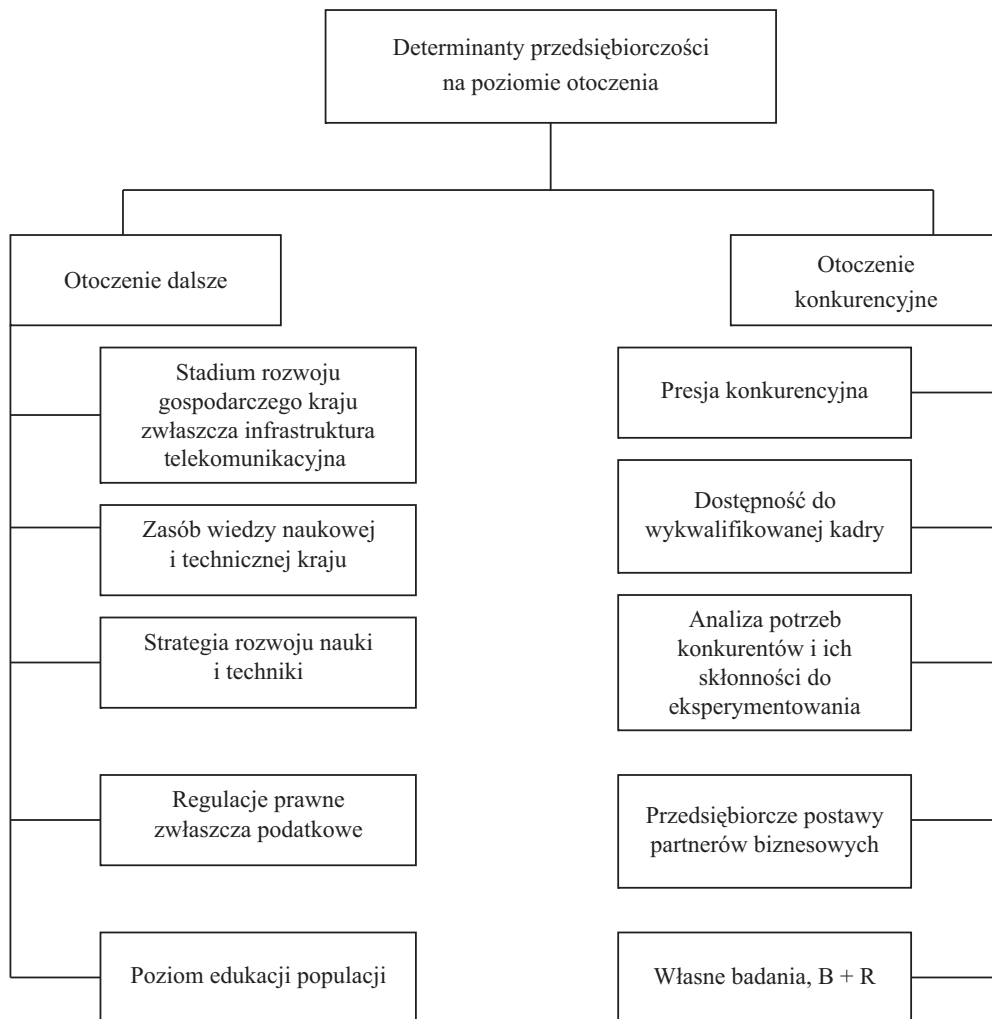 Determinanty przedsiębiorczości
na poziomie otoczenia
Otoczenie dalsze
Stadium rozwoju
gospodarczego kraju
zwłaszcza infrastruktura
telekomunikacyjna
Zasób wiedzy naukowej
i technicznej kraju
Strategia rozwoju nauki
i techniki
Regulacje prawne
zwłaszcza podatkowe
Poziom edukacji populacji
Otoczenie
konkurencyjne
Presja konkurencyjna
Dostępność do
wykwalifikowanej kadry
Analiza potrzeb
konkurentów i ich
skłonności do
eksperymentowania
Przedsiębiorcze postawy
partnerów biznesowych
Własne badania, B + R